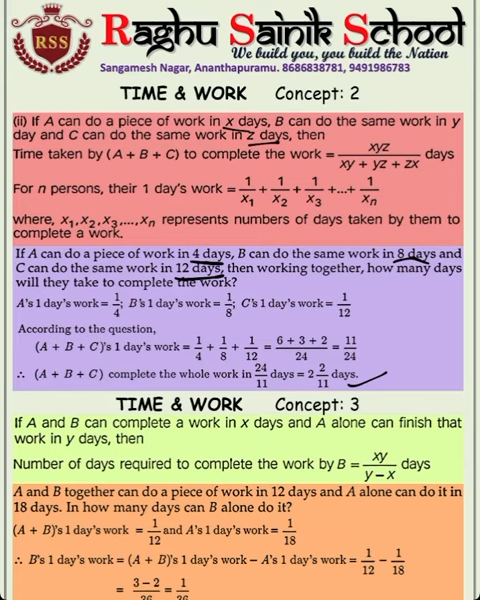 RSS
Raghu Sainik School
We build you, you build the Nation
Sangamesh Nagar, Ananthapuramu. 8686838781, 9491986783
TIME & WORK Concept: 2
(ii) If A can do a piece of work in x days, B can do the same work in y
day and C can do the same work in z days, then
Time taken by (A + B + C) to complete the work = xyz / (xy + yz + zx) days
For n persons, their 1 day's work = 1/x₁ + 1/x₂ + 1/x₃ +...+ 1/xₙ
where, x₁,x₂,x₃,...,xₙ represents numbers of days taken by them to
complete a work.
If A can do a piece of work in 4 days, B can do the same work in 8 days and
C can do the same work in 12 days, then working together, how many days
will they take to complete the work?
A's 1 day's work = 1/4; B's 1 day's work = 1/8; C's 1 day's work = 1/12
According to the question,
(A + B + C)'s 1 day's work = 1/4 + 1/8 + 1/12 = (6 + 3 + 2)/24 = 11/24
∴ (A + B + C) complete the whole work in 24/11 days = 2 2/11 days.
TIME & WORK Concept: 3
If A and B can complete a work in x days and A alone can finish that
work in y days, then
Number of days required to complete the work by B = xy / (y – x) days
A and B together can do a piece of work in 12 days and A alone can do it in
18 days. In how many days can B alone do it?
(A + B)'s 1 day's work = 1/12 and A's 1 day's work = 1/18
∴ B's 1 day's work = (A + B)'s 1 day's work – A's 1 day's work = 1/12 – 1/18
= (3 – 2)/36 = 1/36